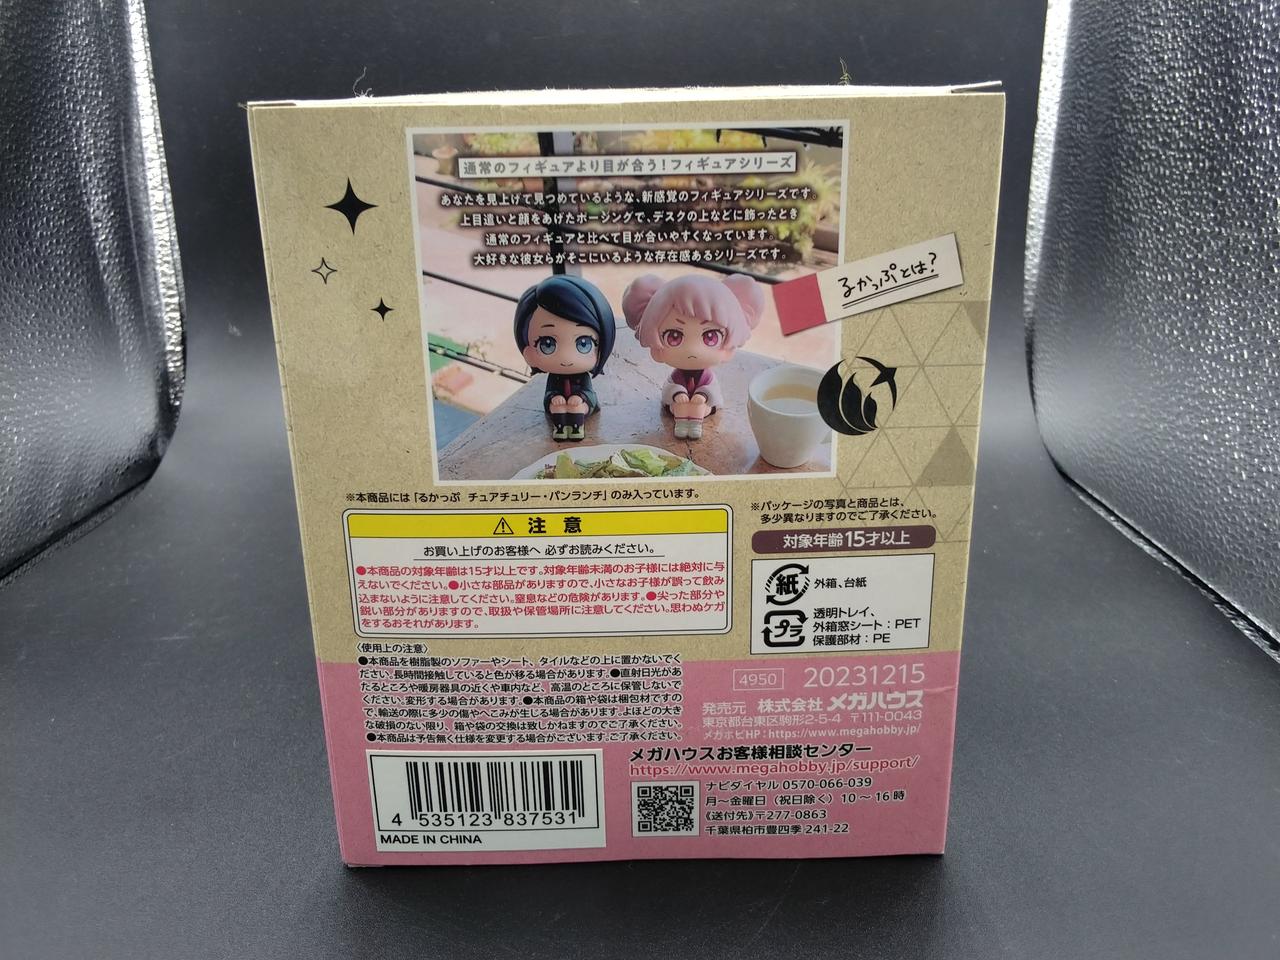 通常のフィギュアより目が合う！フィギュアシリーズ
あなたを見上げて見つめているような、新感覚のフィギュアシリーズです。
上目遣いと顔をあげたポージングで、デスクの上などに飾ったとき
通常のフィギュアと比べて目が合いやすくなっています。
大好きな彼女らがそこにいるような存在感あるシリーズです。
るかっぷとは？
※本商品には「るかっぷ チュアチュリー・パンランチ」のみ入っています。
注意
お買い上げのお客様へ 必ずお読みください。
●本商品の対象年齢は15才以上です。対象年齢未満のお子様には絶対に与
えないでください。●小さな部品がありますので、小さなお子様が誤って飲み
込まないように注意してください。窒息などの危険があります。●尖った部分や
鋭い部分がありますので、取扱や保管場所に注意してください。思わぬケガ
をするおそれがあります。
※パッケージの写真と商品とは、
多少異なりますのでご了承ください。
対象年齢15才以上
紙
外箱、台紙
プラ
透明トレイ、
外箱窓シート：PET
保護部材：PE
〈使用上の注意〉
●本商品を樹脂製のソファーやシート、タイルなどの上に置かないでく
ださい。長時間接触していると色が移る場合があります。●直射日光があ
たるところや暖房器具の近くや車内など、高温のところに保管しないで
ください。変形する場合があります。●本商品の箱や袋は梱包材ですの
で、輸送の際に多少の傷やへこみが生じる場合があります。よほどの大き
な破損のない限り、箱や袋の交換は致しかねますのでご了承ください。
●本商品は予告無く仕様を変更する場合がございます。ご了承ください。
4950
20231215
発売元 株式会社メガハウス
東京都台東区駒形2-5-4 〒111-0043
メガホビHP：https://www.megahobby.jp/
メガハウスお客様相談センター
https://www.megahobby.jp/support/
ナビダイヤル 0570-066-039
月～金曜日（祝日除く）10～16時
《送付先》〒277-0863
千葉県柏市豊四季241-22
4 535123 837531
MADE IN CHINA